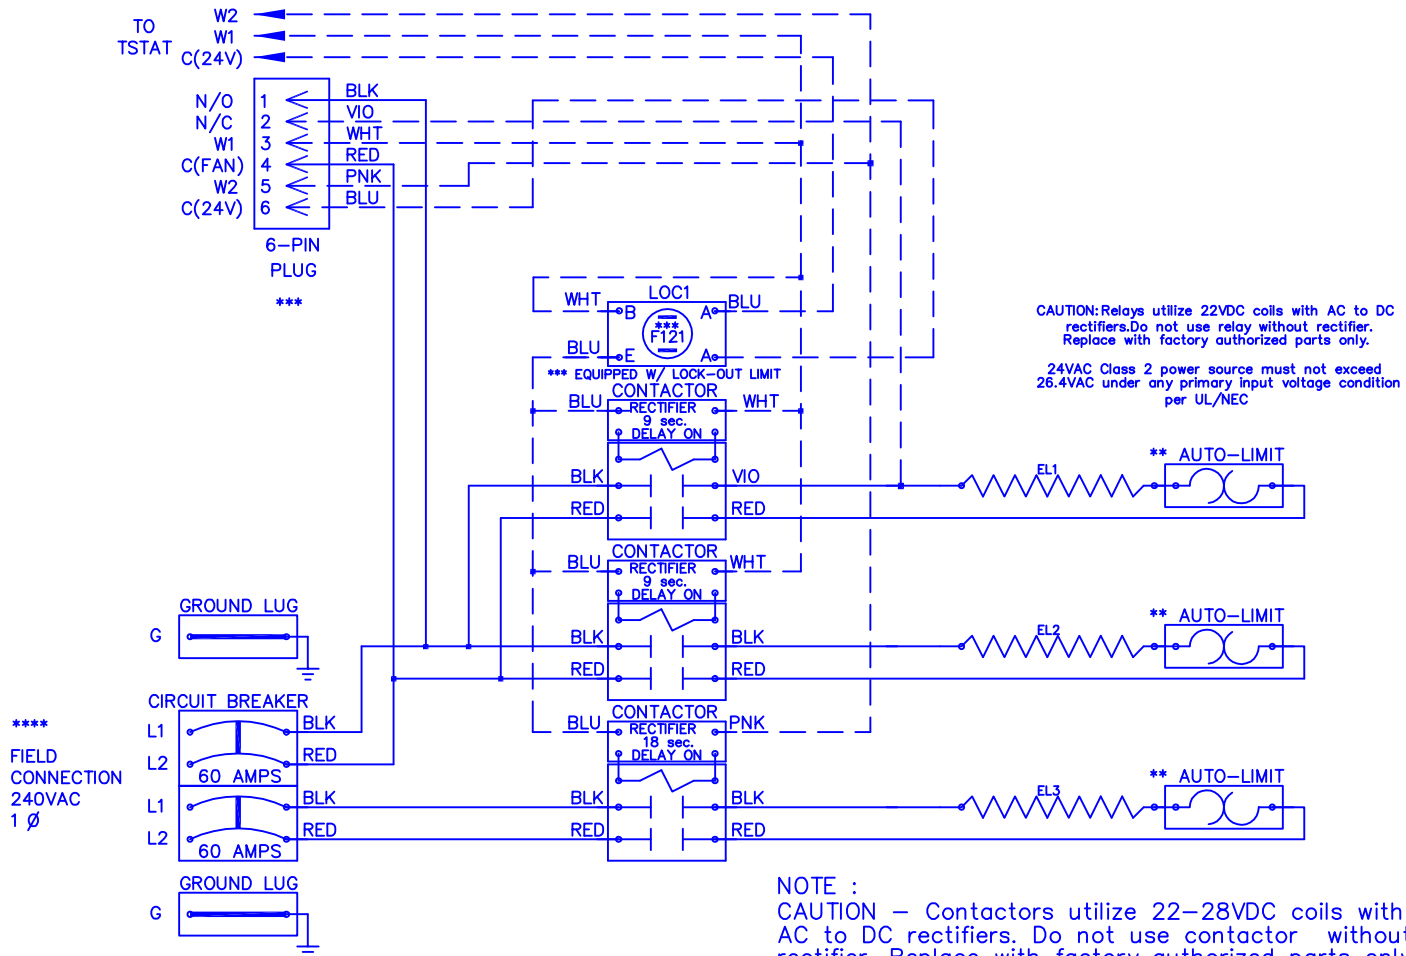 W2
TO
TSTAT
W1
C(24V)
N/O 1 BLK
N/C 2 VIO
W1 3 WHT
C(FAN) 4 RED
W2 5 PNK
C(24V) 6 BLU
6-PIN
PLUG
***
LOC1
WHT B A BLU
***
F121
BLU E A
*** EQUIPPED W/ LOCK-OUT LIMIT
CAUTION: Relays utilize 22VDC coils with AC to DC
rectifiers.Do not use relay without rectifier.
Replace with factory authorized parts only.
24VAC Class 2 power source must not exceed
26.4VAC under any primary input voltage condition
per UL/NEC
CONTACTOR
BLU RECTIFIER WHT
9 sec.
DELAY ON
BLK VIO EL1 ** AUTO-LIMIT
RED RED
CONTACTOR
BLU RECTIFIER WHT
9 sec.
DELAY ON
GROUND LUG
G
BLK BLK EL2 ** AUTO-LIMIT
RED RED
CIRCUIT BREAKER
****
FIELD
CONNECTION
240VAC
1 Ø
L1 BLK
L2 RED
60 AMPS
CONTACTOR
BLU RECTIFIER PNK
18 sec.
DELAY ON
L1 BLK BLK BLK EL3 ** AUTO-LIMIT
L2 RED RED RED
60 AMPS
GROUND LUG
G
NOTE :
CAUTION - Contactors utilize 22-28VDC coils with
AC to DC rectifiers. Do not use contactor without
rectifier. Replace with factory authorized parts only